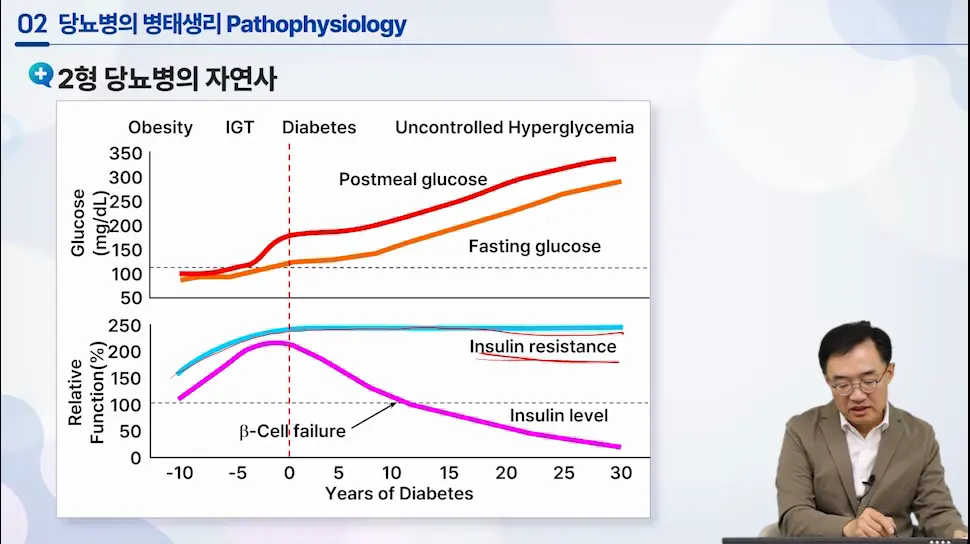 02 당뇨병의 병태생리 Pathophysiology
2형 당뇨병의 자연사
Obesity IGT Diabetes Uncontrolled Hyperglycemia
Glucose
(mg/dL)
350
300
250
200
150
100
50
Postmeal glucose
Fasting glucose
Relative
Function(%)
250
200
150
100
50
0
Insulin resistance
Insulin level
β-Cell failure
-10 -5 0 5 10 15 20 25 30
Years of Diabetes